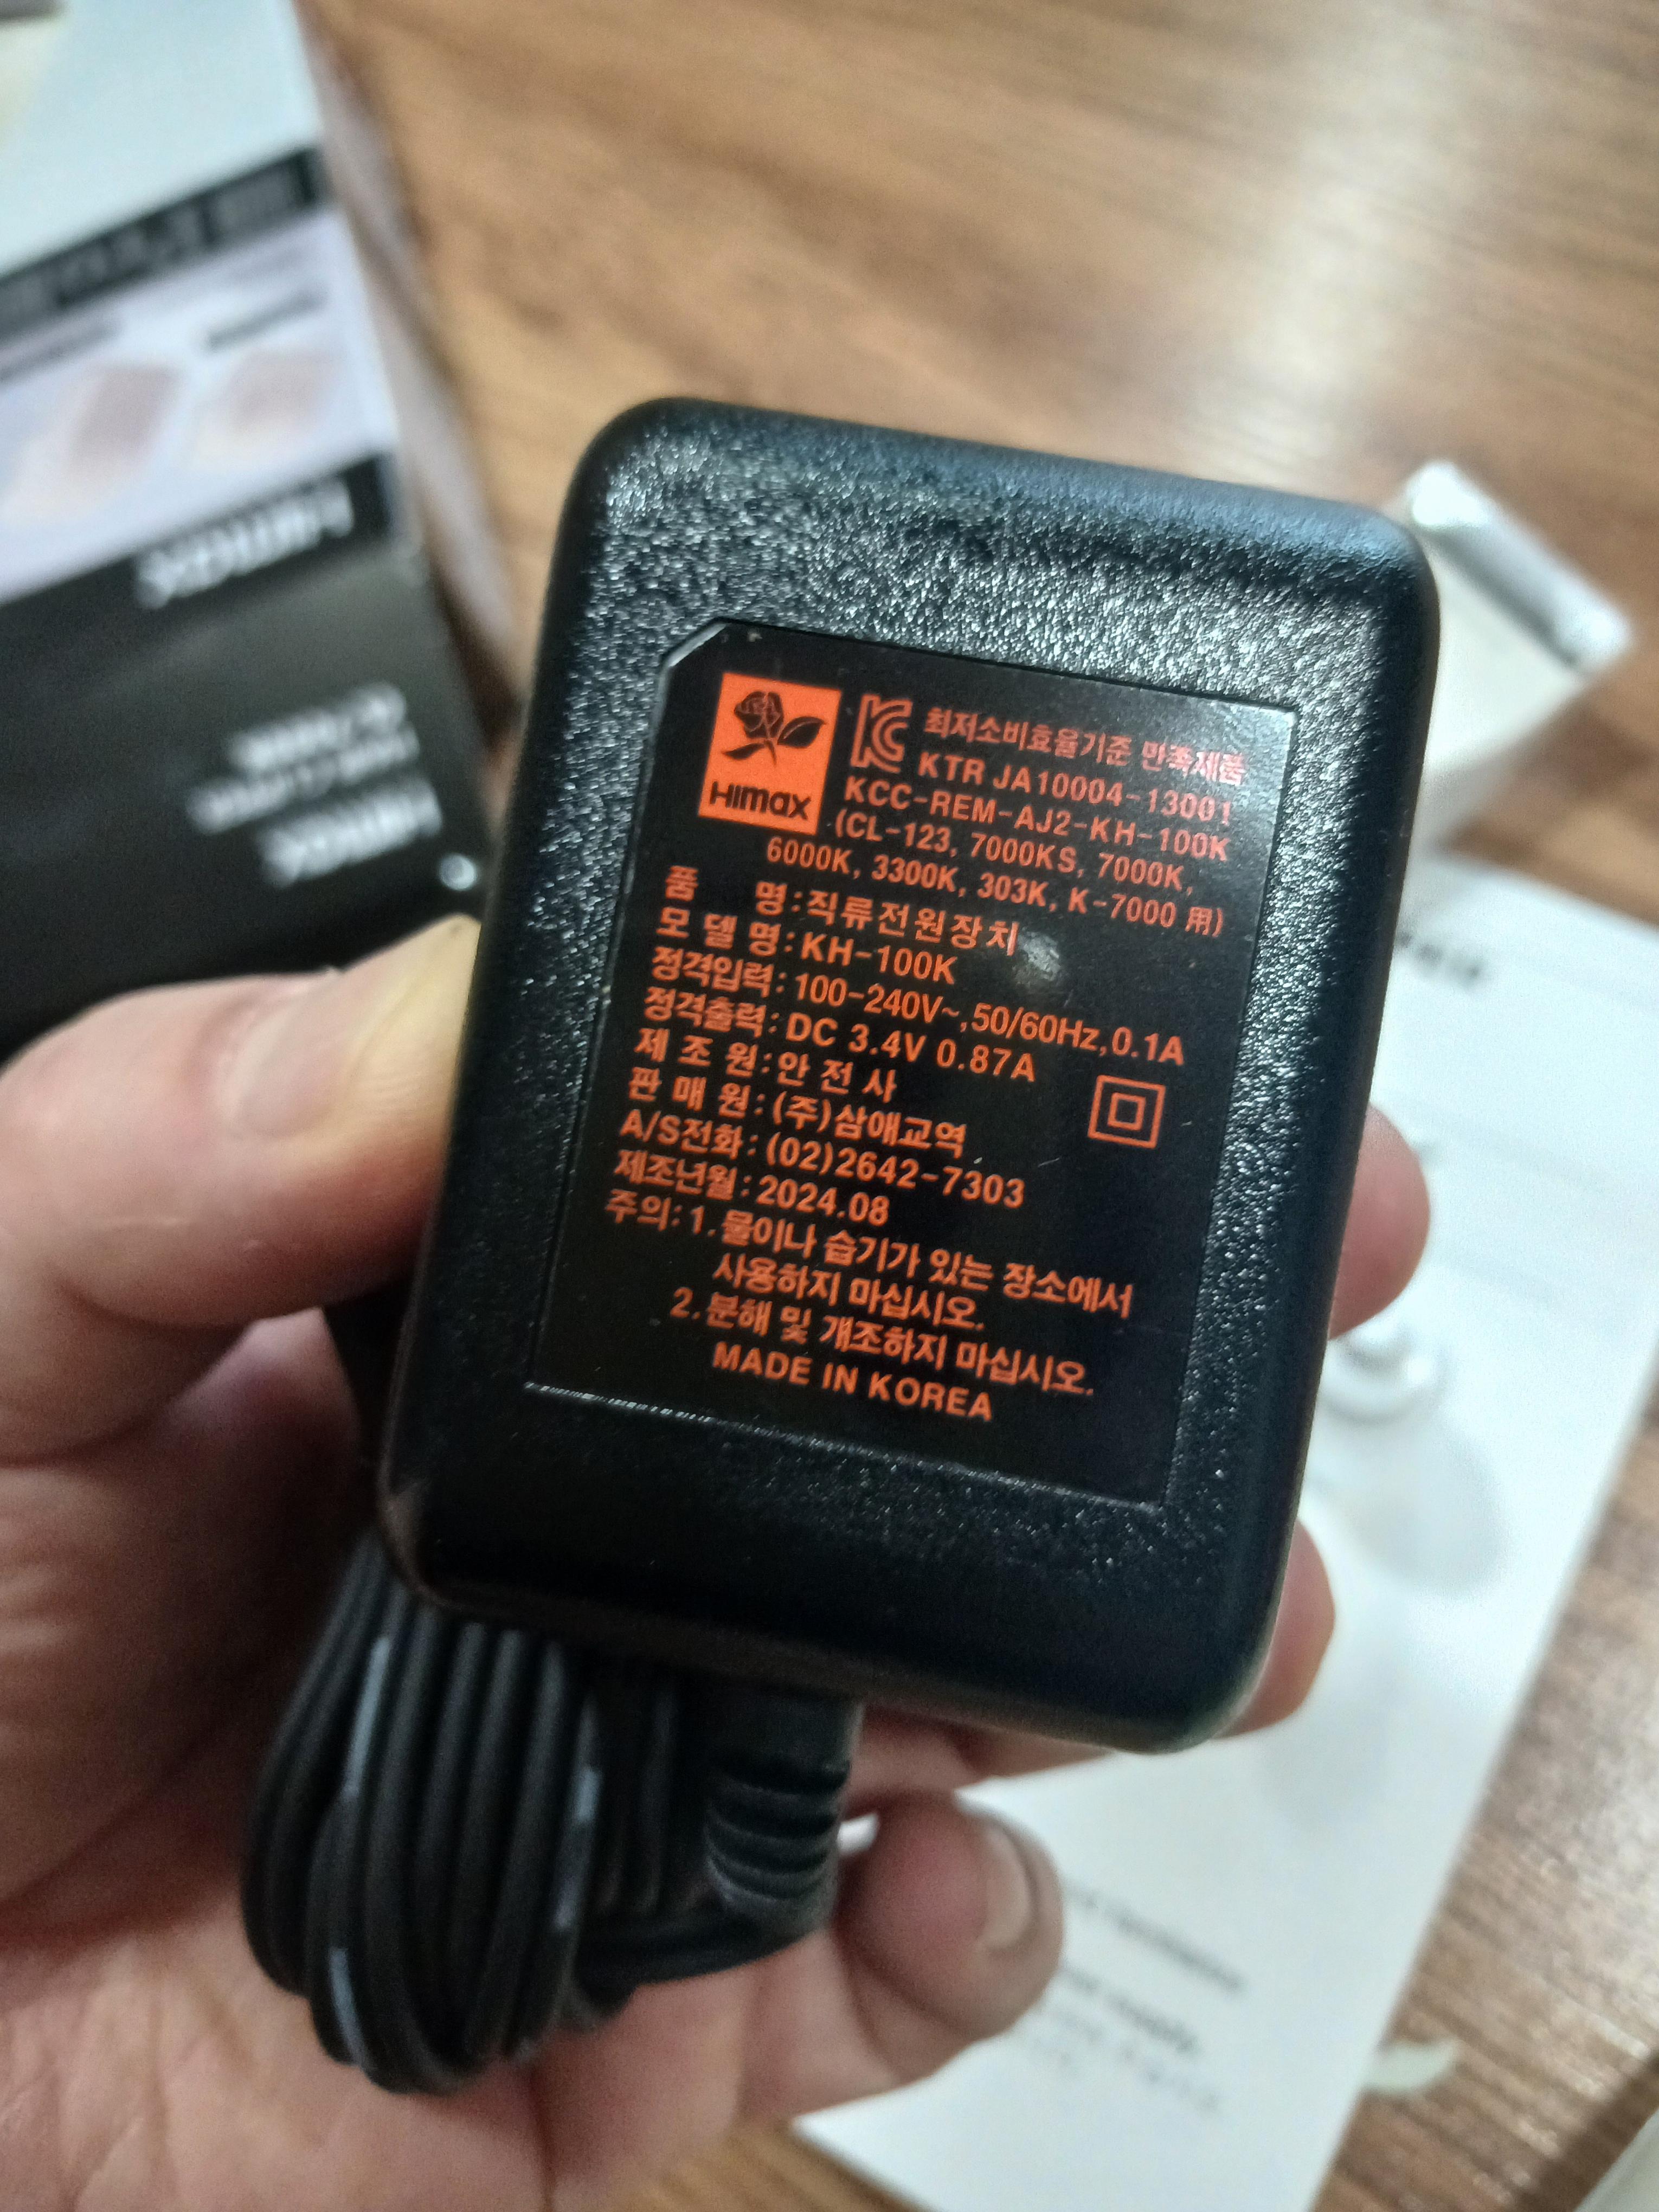 Himax
최저소비효율기준 만족제품
KTR JA10004-13001
KCC-REM-AJ2-KH-100K
(CL-123, 7000KS, 7000K,
6000K, 3300K, 303K, K-7000 用)
품 명:직류전원장치
모 델 명:KH-100K
정격입력:100-240V~,50/60Hz,0.1A
정격출력:DC 3.4V 0.87A
제 조 원:안 전 사
판 매 원:(주)삼애교역
A/S전화:(02)2642-7303
제조년월:2024.08
주의:1.물이나 습기가 있는 장소에서
사용하지 마십시오.
2.분해 및 개조하지 마십시오.
MADE IN KOREA
HIMAX
HIMAX